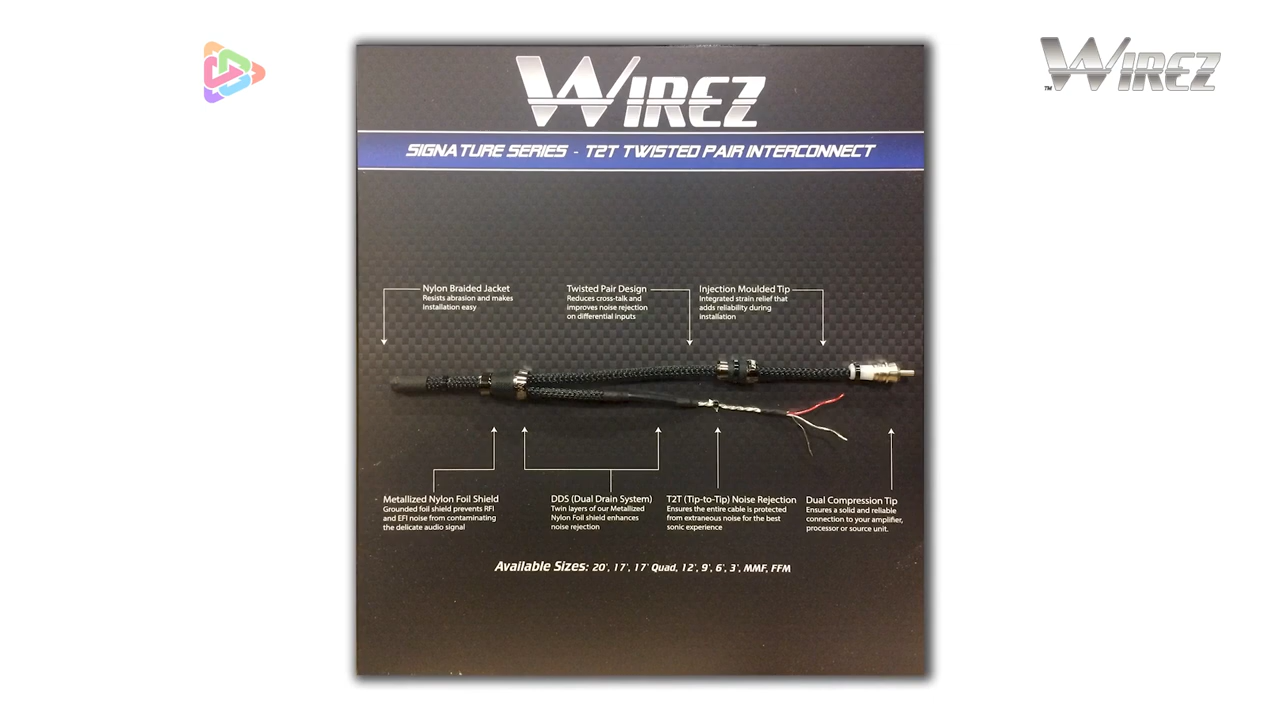 WIREZ
™WIREZ
SIGNATURE SERIES - T2T TWISTED PAIR INTERCONNECT
Nylon Braided Jacket
Resists abrasion and makes
installation easy
Twisted Pair Design
Reduces cross-talk and
improves noise rejection
on differential inputs
Injection Moulded Tip
Integrated strain relief that
adds reliability during
installation
Metallized Nylon Foil Shield
Grounded foil shield prevents RFI
and EFI noise from contaminating
the delicate audio signal
DDS (Dual Drain System)
Twin layers of our Metallized
Nylon Foil shield enhances
noise rejection
T2T (Tip-to-Tip) Noise Rejection
Ensures the entire cable is protected
from extraneous noise for the best
sonic experience
Dual Compression Tip
Ensures a solid and reliable
connection to your amplifier,
processor or source unit.
Available Sizes: 20', 17', 17' Quad, 12', 9', 6', 3', MMF, FFM